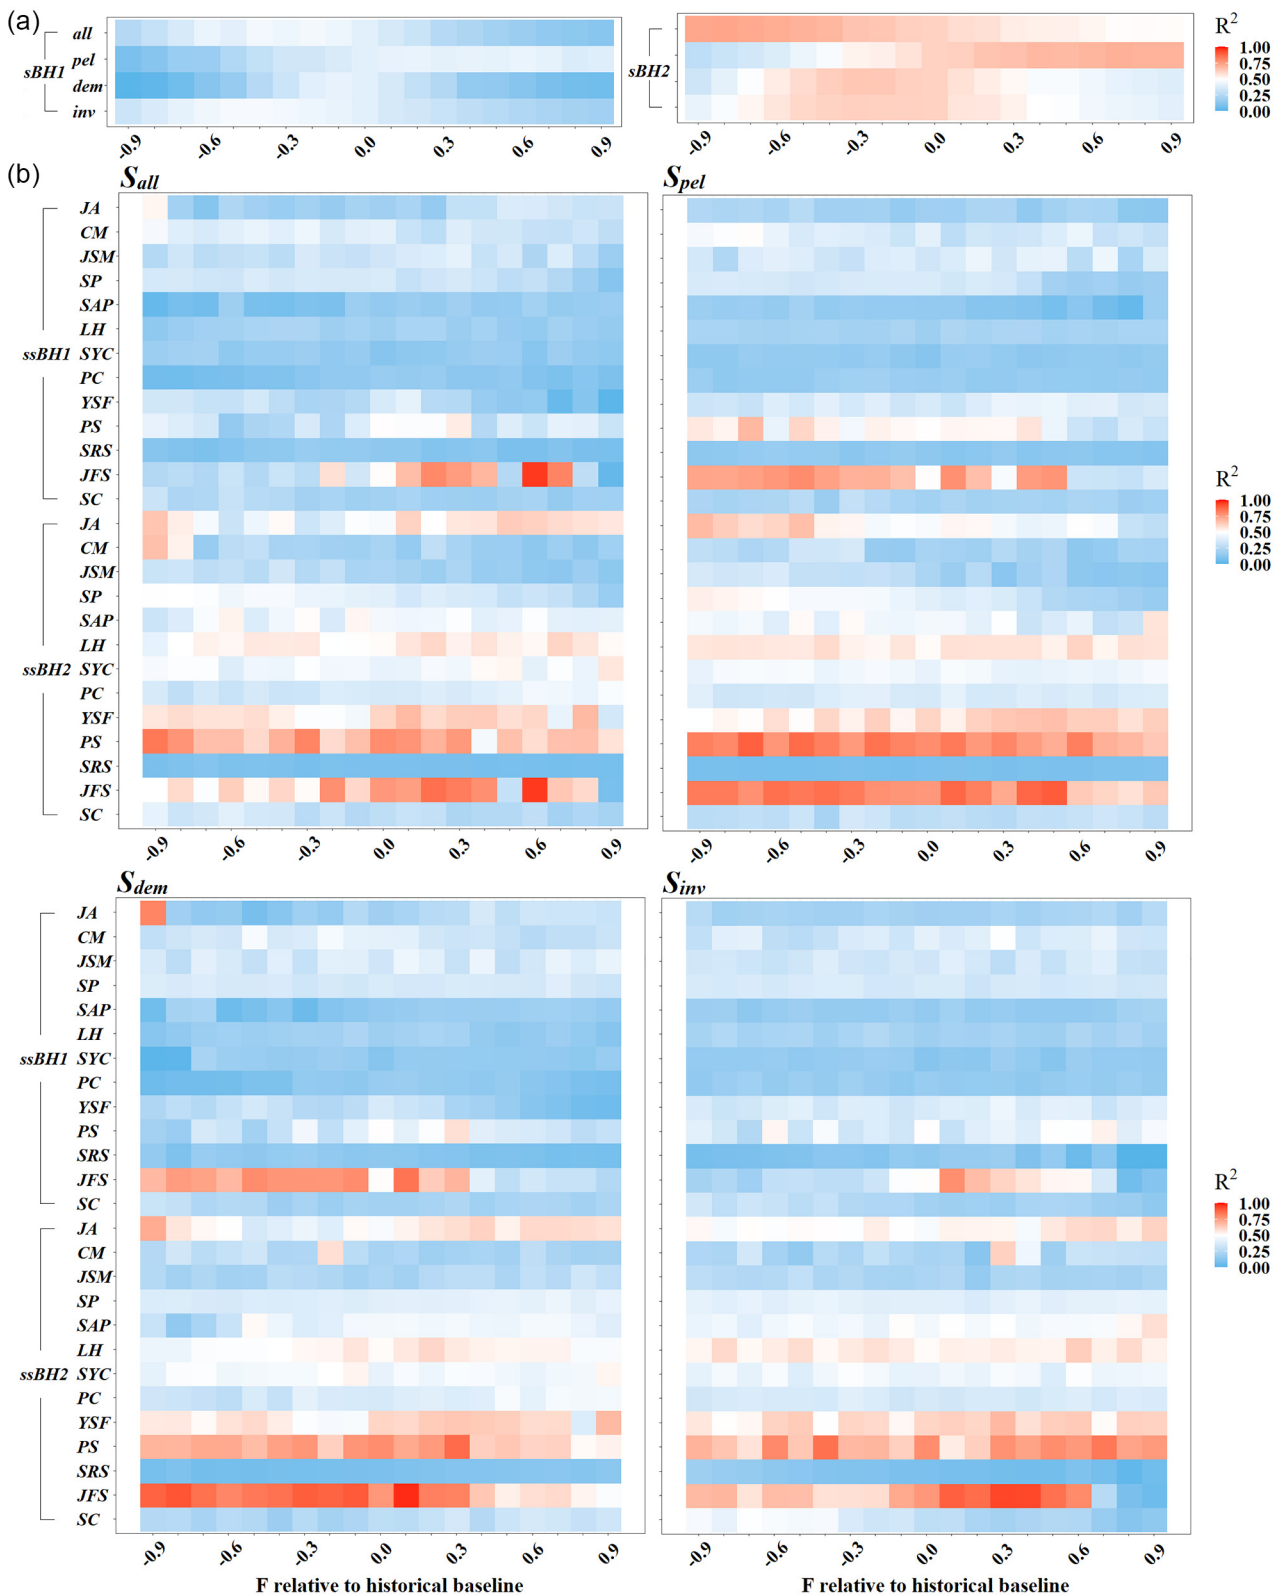 (a)
all
pel
sBH1
dem
inv
-0.9
-0.6
-0.3
0.0
0.3
0.6
0.9
sBH2
-0.9
-0.6
-0.3
0.0
0.3
0.6
0.9
R²
1.00
0.75
0.50
0.25
0.00
(b)
Sall
Spel
JA
CM
JSM
SP
SAP
LH
ssBH1 SYC
PC
YSF
PS
SRS
JFS
SC
JA
CM
JSM
SP
SAP
LH
ssBH2 SYC
PC
YSF
PS
SRS
JFS
SC
-0.9
-0.6
-0.3
0.0
0.3
0.6
0.9
-0.9
-0.6
-0.3
0.0
0.3
0.6
0.9
R²
1.00
0.75
0.50
0.25
0.00
Sdem
Sinv
JA
CM
JSM
SP
SAP
LH
ssBH1 SYC
PC
YSF
PS
SRS
JFS
SC
JA
CM
JSM
SP
SAP
LH
ssBH2 SYC
PC
YSF
PS
SRS
JFS
SC
-0.9
-0.6
-0.3
0.0
0.3
0.6
0.9
-0.9
-0.6
-0.3
0.0
0.3
0.6
0.9
R²
1.00
0.75
0.50
0.25
0.00
F relative to historical baseline
F relative to historical baseline